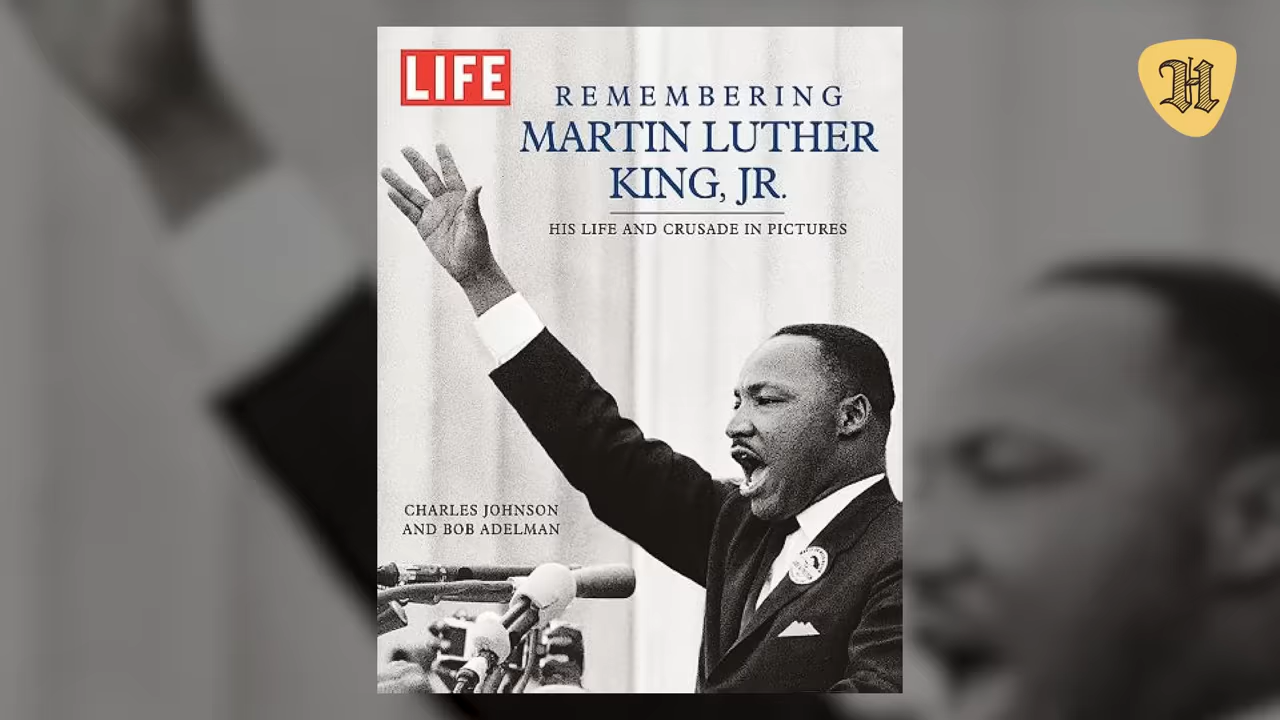 LIFE
REMEMBERING
MARTIN LUTHER
KING, JR.
HIS LIFE AND CRUSADE IN PICTURES
CHARLES JOHNSON
AND BOB ADELMAN
H